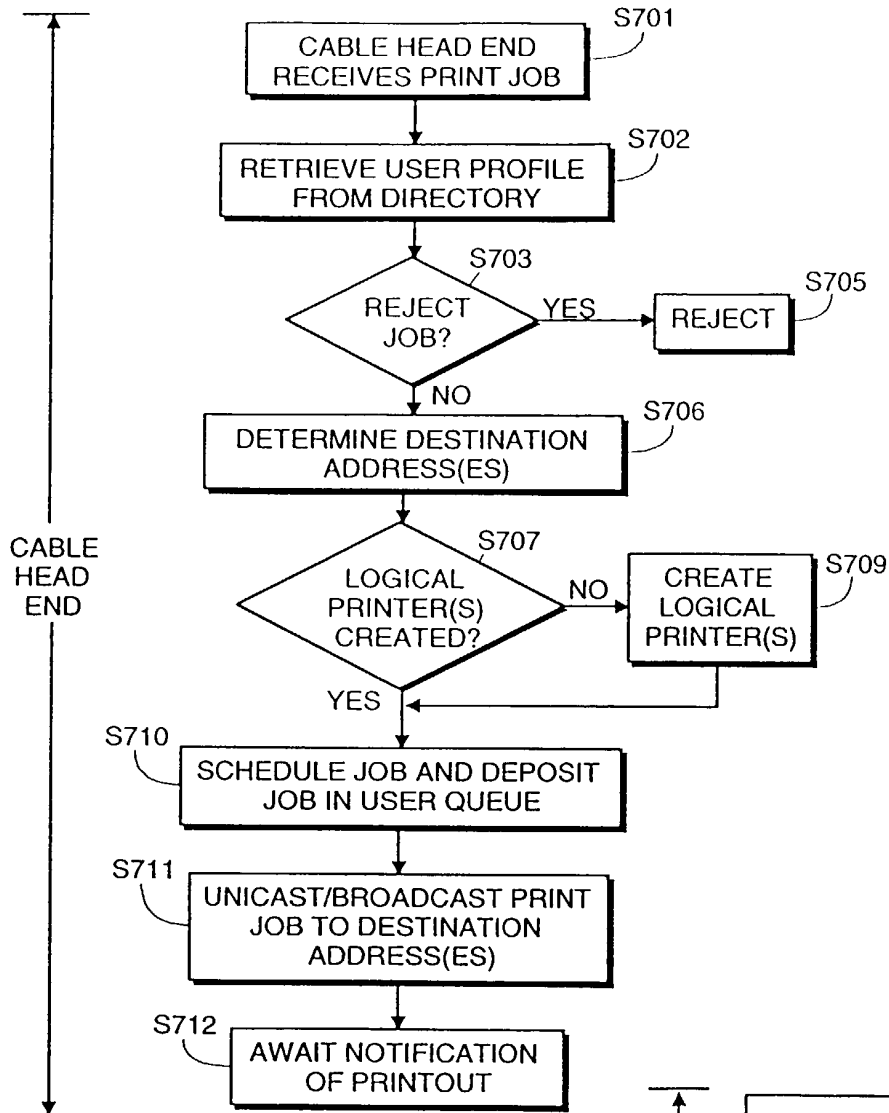 S701
CABLE HEAD END
RECEIVES PRINT JOB
S702
RETRIEVE USER PROFILE
FROM DIRECTORY
S703
REJECT
JOB?
YES
S705
REJECT
NO
S706
DETERMINE DESTINATION
ADDRESS(ES)
CABLE
HEAD
END
S707
LOGICAL
PRINTER(S)
CREATED?
NO
S709
CREATE
LOGICAL
PRINTER(S)
YES
S710
SCHEDULE JOB AND DEPOSIT
JOB IN USER QUEUE
S711
UNICAST/BROADCAST PRINT
JOB TO DESTINATION
ADDRESS(ES)
S712
AWAIT NOTIFICATION
OF PRINTOUT